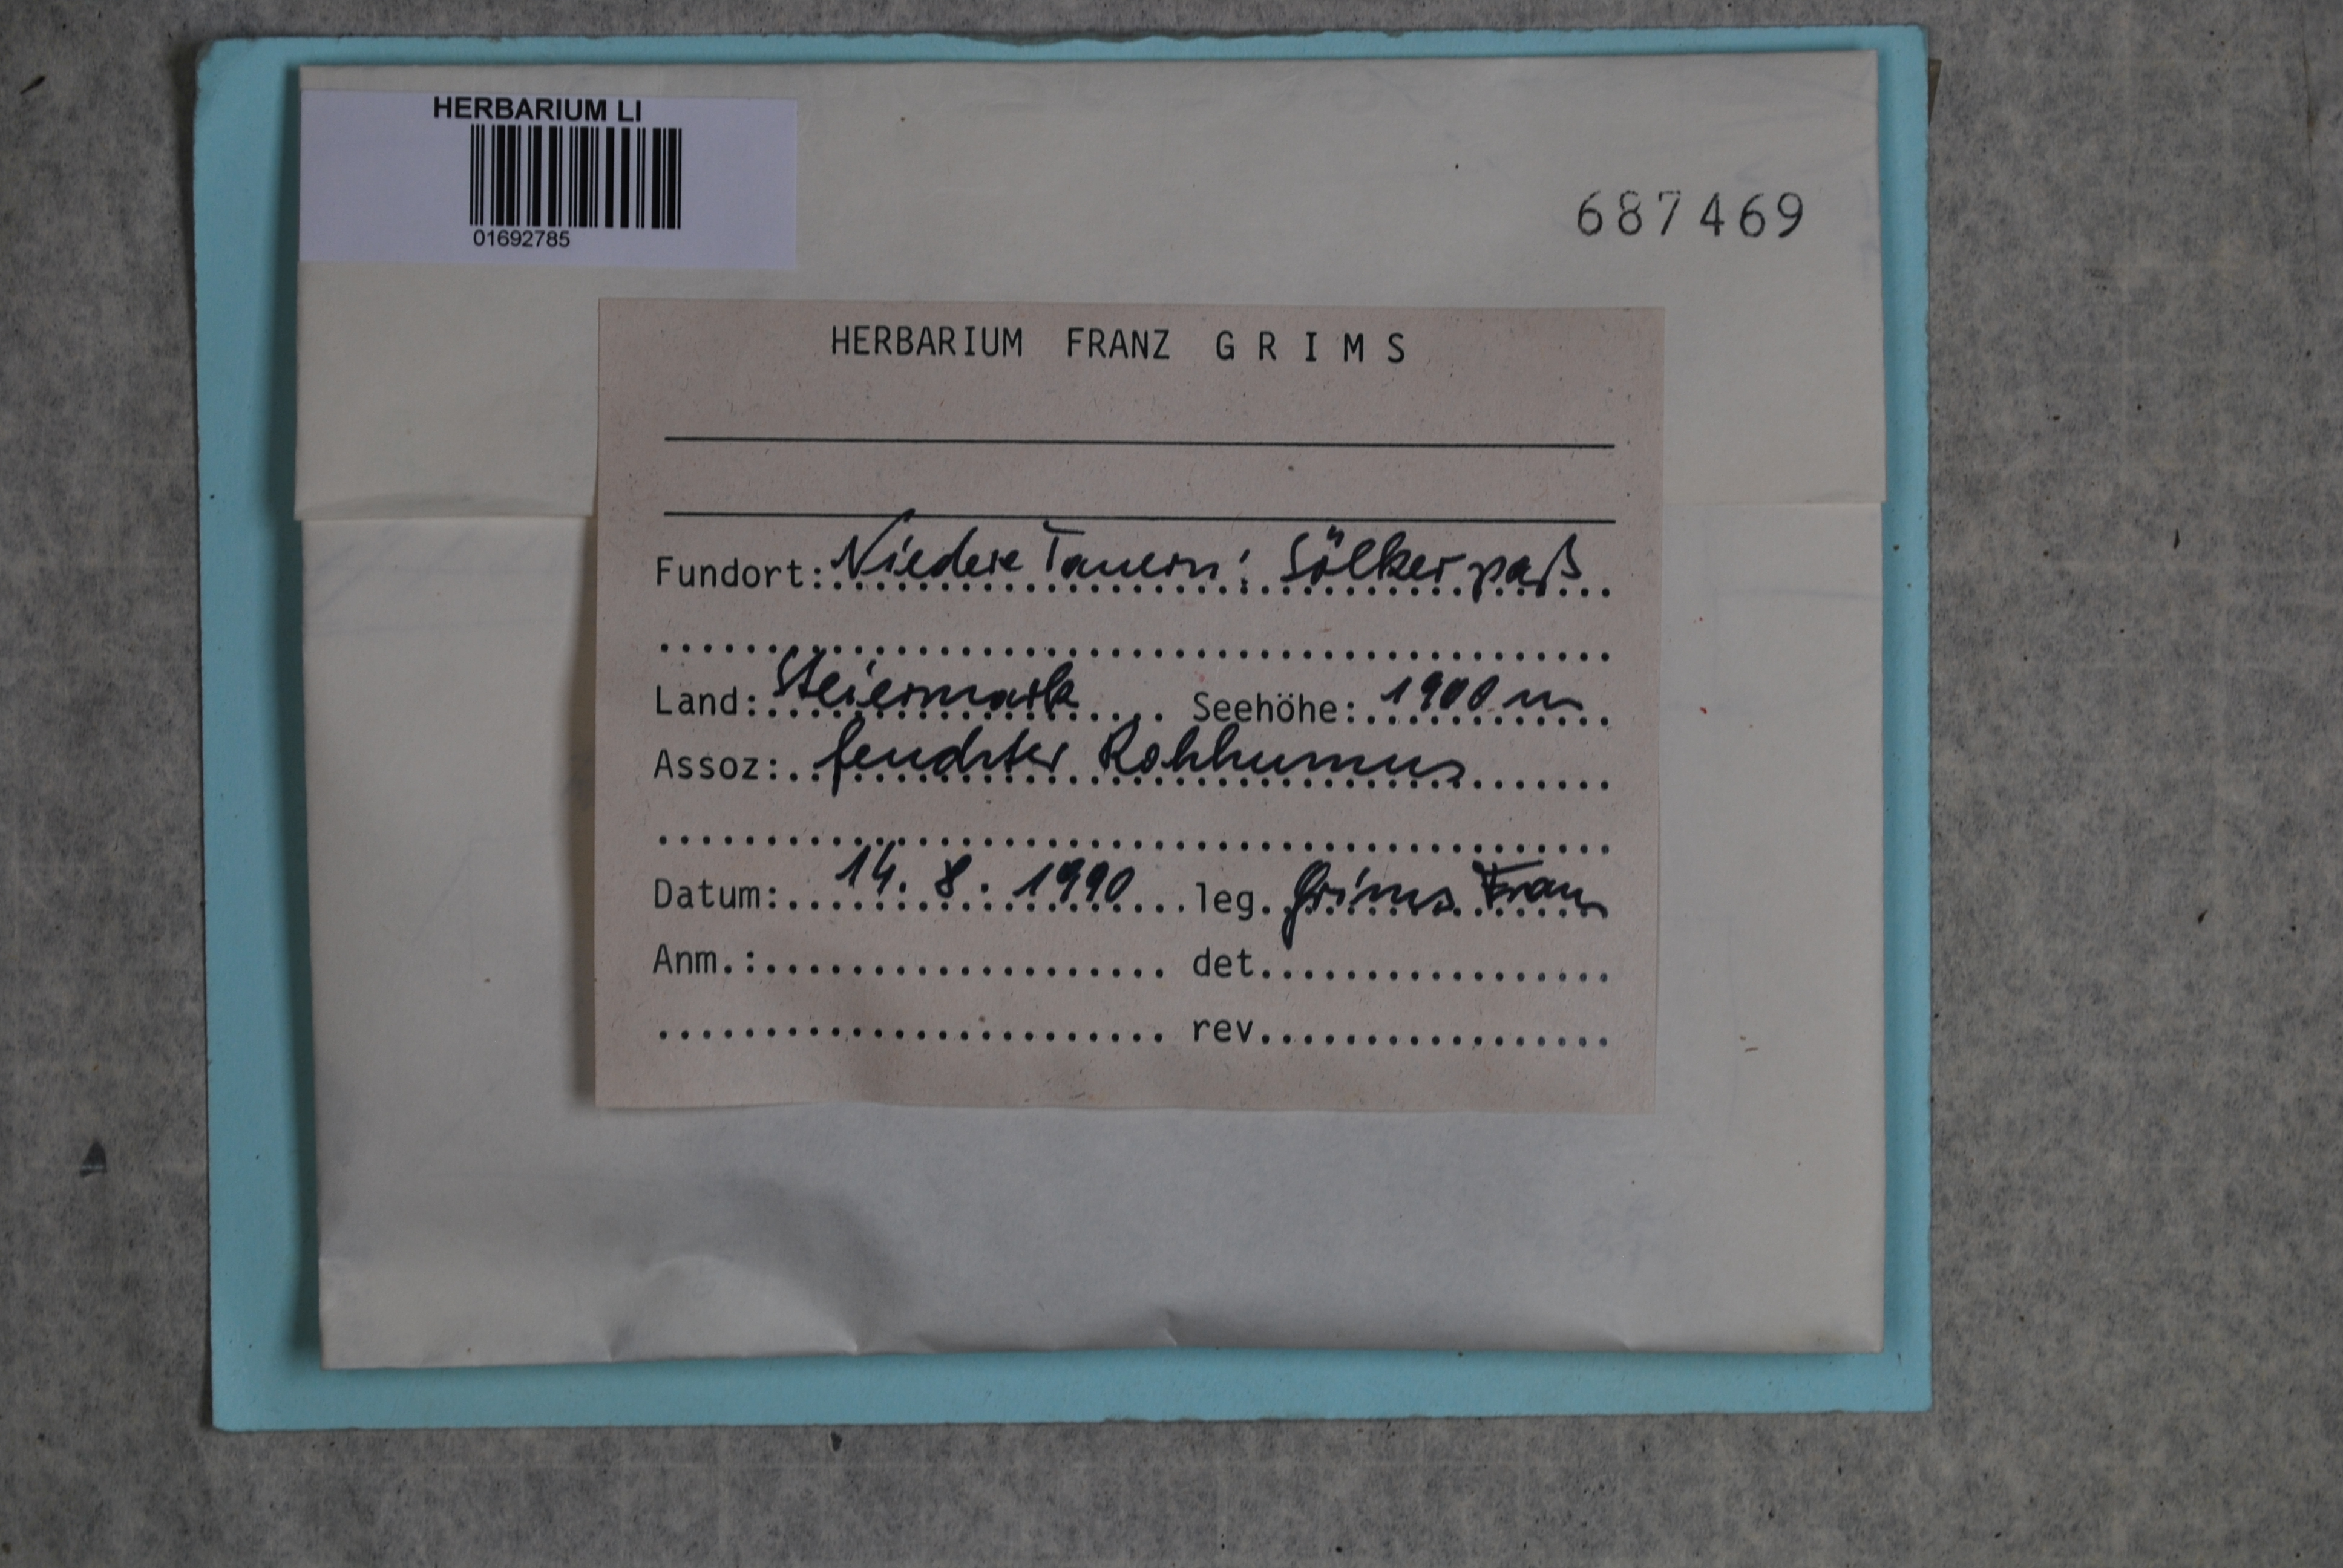 HERBARIUM LI
01692785
687469
HERBARIUM FRANZ GRIMS
Fundort: Niedere Tauern: Sölkerpaß
Land: Steiermark Seehöhe: 1900 m
Assoz: feuchter Rohhumus
Datum: 14. 8. 1990 leg. Grims Franz
Anm.: det.
rev.